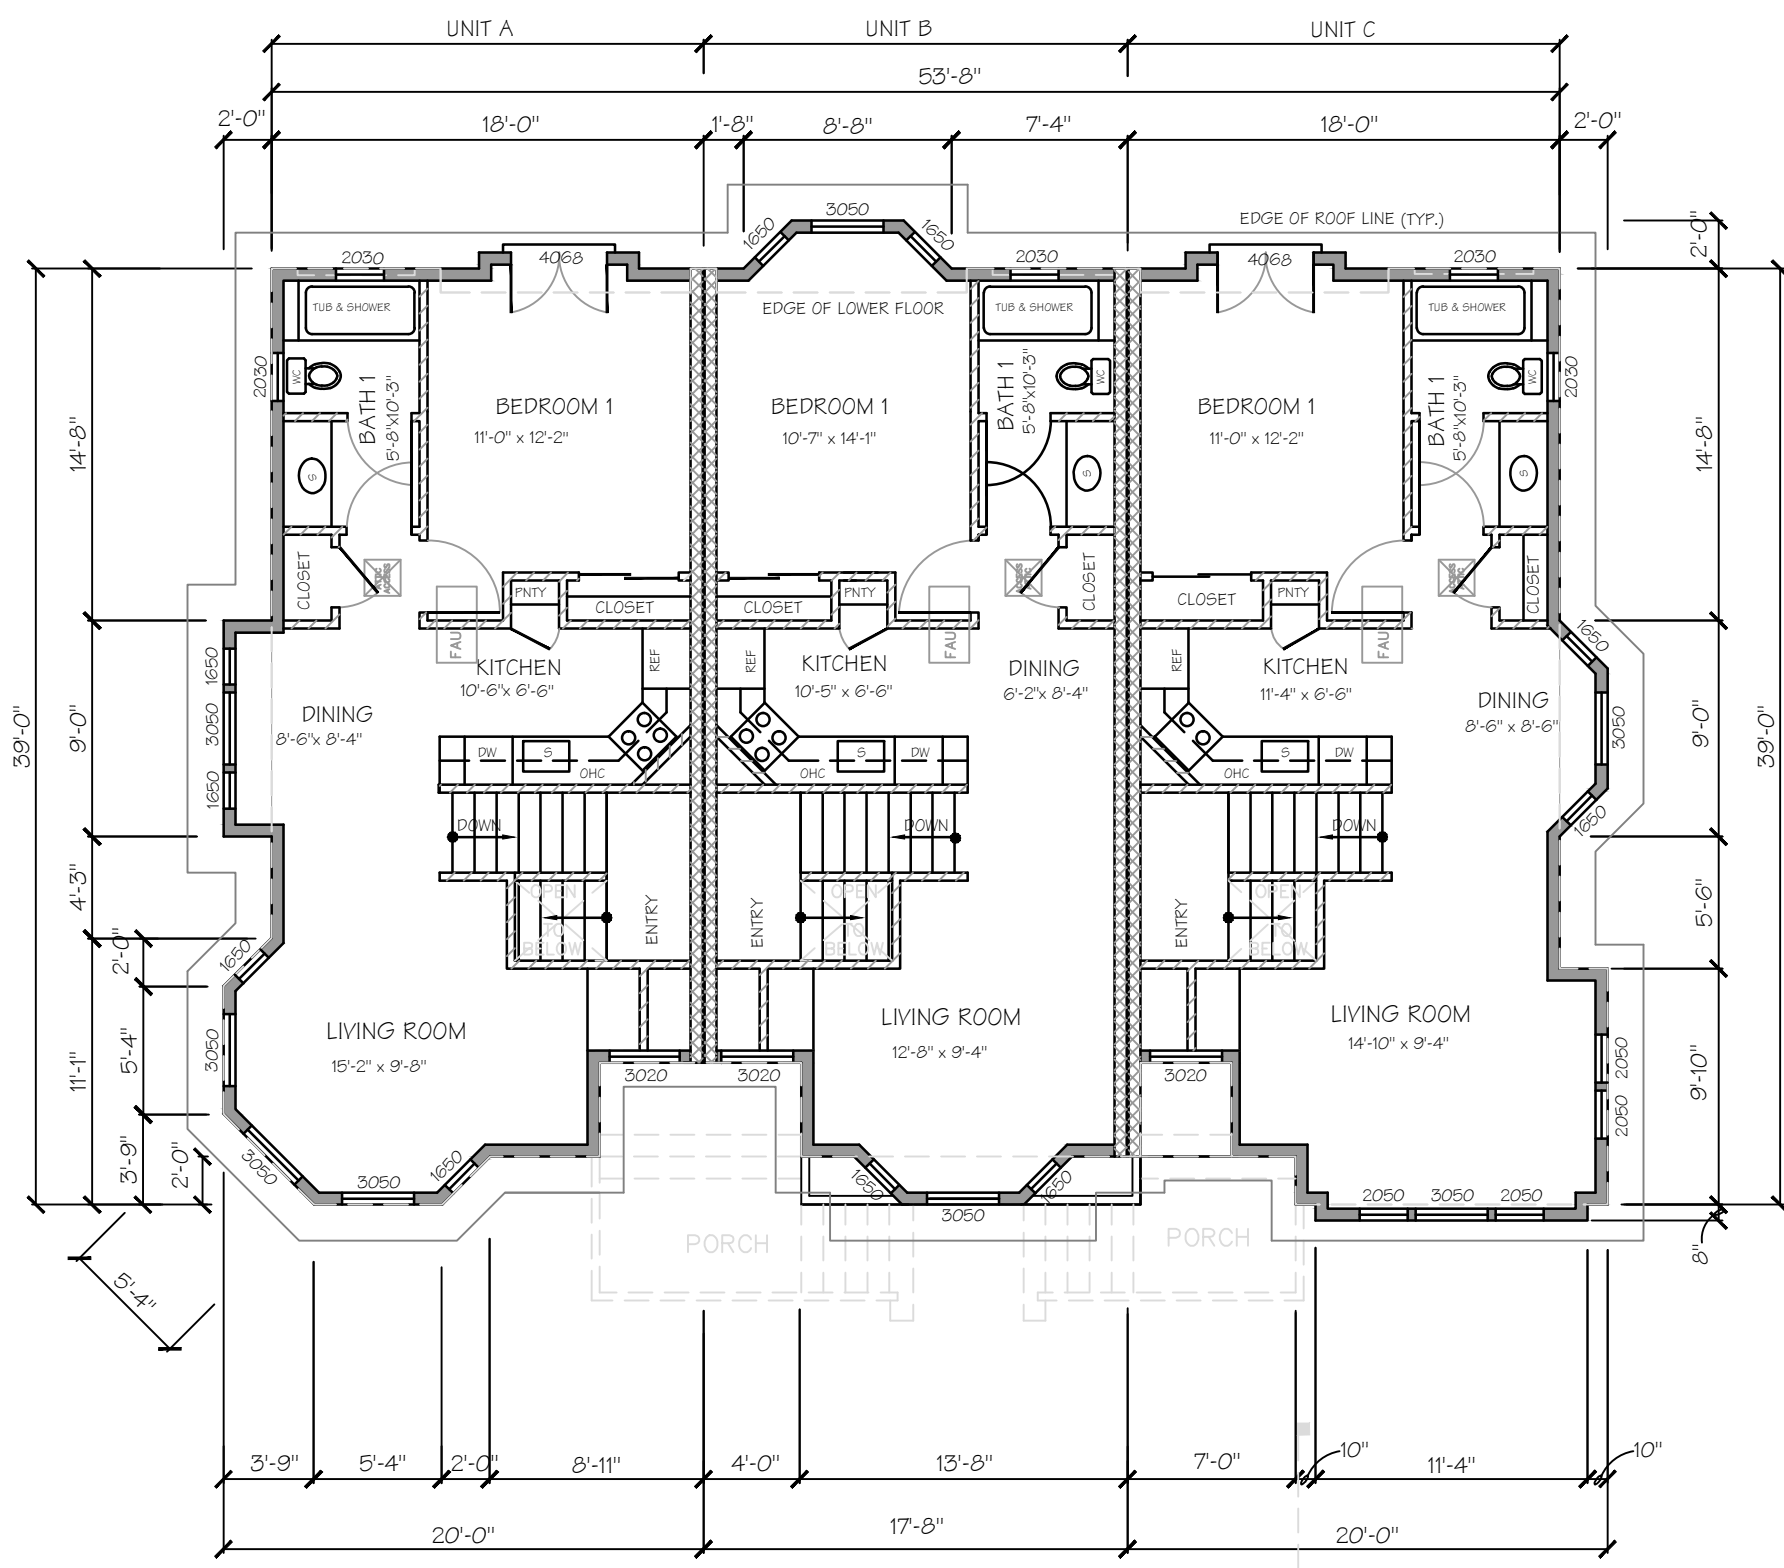 UNIT A
UNIT B
UNIT C
53'-8"
2'-0"
18'-0"
1'-8"
8'-8"
7'-4"
18'-0"
2'-0"
EDGE OF ROOF LINE (TYP.)
2'-0"
1650
3050
1650
2030
4068
2030
4068
2030
TUB & SHOWER
EDGE OF LOWER FLOOR
TUB & SHOWER
TUB & SHOWER
2030
WC
BATH 1
5'-8"x10'-3"
BEDROOM 1
11'-0" x 12'-2"
BEDROOM 1
10'-7" x 14'-1"
BATH 1
5'-8"x10'-3"
WC
BEDROOM 1
11'-0" x 12'-2"
BATH 1
5'-8"x10'-3"
WC
2030
14'-8"
14'-8"
S
S
S
CLOSET
ATTIC
ACCESS
PNTY
CLOSET
CLOSET
PNTY
ATTIC
ACCESS
CLOSET
CLOSET
PNTY
ATTIC
ACCESS
CLOSET
FAU
FAU
FAU
1650
KITCHEN
10'-6"x 6'-6"
REF
REF
KITCHEN
10'-5" x 6'-6"
DINING
6'-2"x 8'-4"
REF
KITCHEN
11'-4" x 6'-6"
1650
39'-0"
9'-0"
3050
DINING
8'-6"x 8'-4"
DINING
8'-6" x 8'-6"
3050
9'-0"
39'-0"
1650
DW
S
OHC
OHC
S
DW
OHC
S
DW
1650
DOWN
DOWN
DOWN
4'-3"
5'-6"
OPEN
TO
BELOW
ENTRY
ENTRY
OPEN
TO
BELOW
ENTRY
OPEN
TO
BELOW
2'-0"
1650
LIVING ROOM
15'-2" x 9'-8"
LIVING ROOM
12'-8" x 9'-4"
LIVING ROOM
14'-10" x 9'-4"
11'-1"
5'-4"
3050
3020
3020
3020
2050
2050
9'-10"
3'-9"
2'-0"
3050
3050
1650
1650
3050
1650
2050
3050
2050
8"
PORCH
PORCH
5'-4"
3'-9"
5'-4"
2'-0"
8'-11"
4'-0"
13'-8"
7'-0"
10"
11'-4"
10"
20'-0"
17'-8"
20'-0"